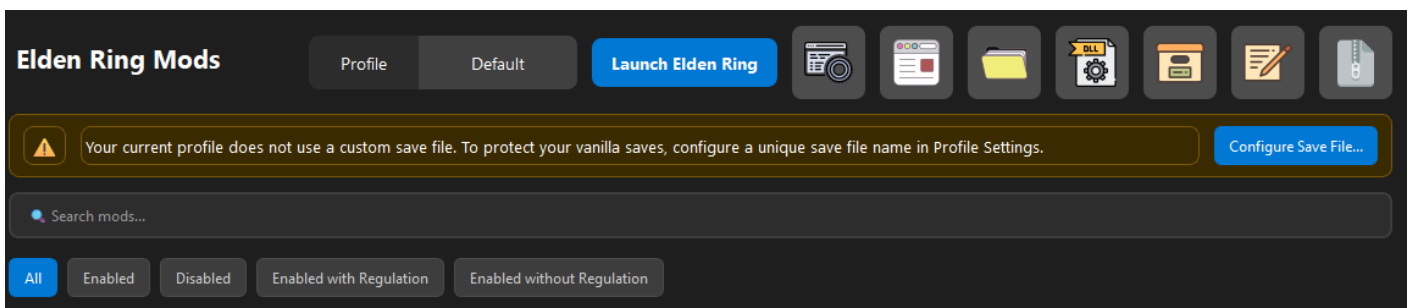 Elden Ring Mods
Profile
Default
Launch Elden Ring
DLL
Your current profile does not use a custom save file. To protect your vanilla saves, configure a unique save file name in Profile Settings.
Configure Save File...
Search mods...
All
Enabled
Disabled
Enabled with Regulation
Enabled without Regulation